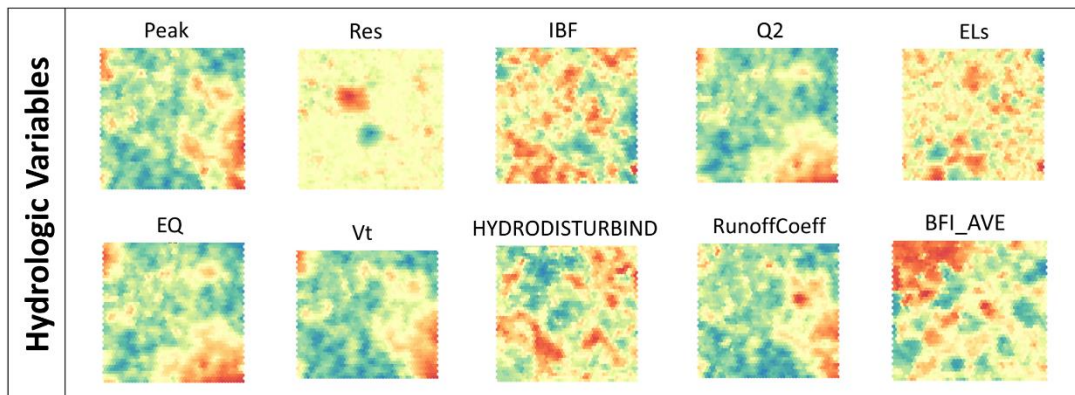 Hydrologic Variables
Peak
Res
IBF
Q2
ELs
EQ
Vt
HYDRODISTURBIND
RunoffCoeff
BFI_AVE